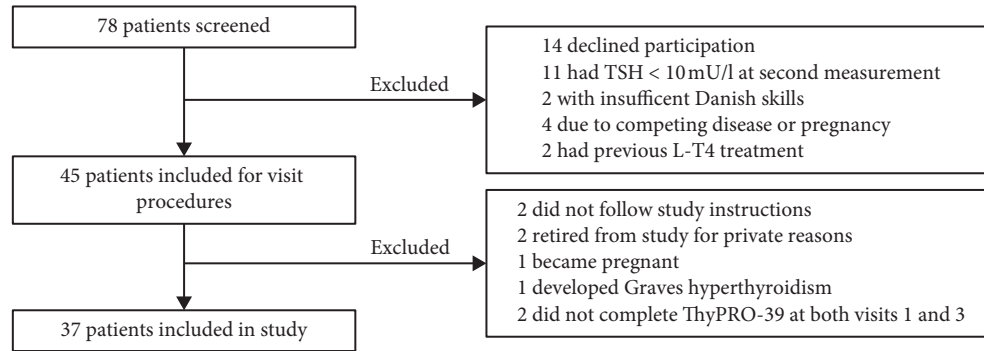 78 patients screened
Excluded
14 declined participation
11 had TSH < 10 mU/l at second measurement
2 with insufficent Danish skills
4 due to competing disease or pregnancy
2 had previous L-T4 treatment
45 patients included for visit
procedures
Excluded
2 did not follow study instructions
2 retired from study for private reasons
1 became pregnant
1 developed Graves hyperthyroidism
2 did not complete ThyPRO-39 at both visits 1 and 3
37 patients included in study